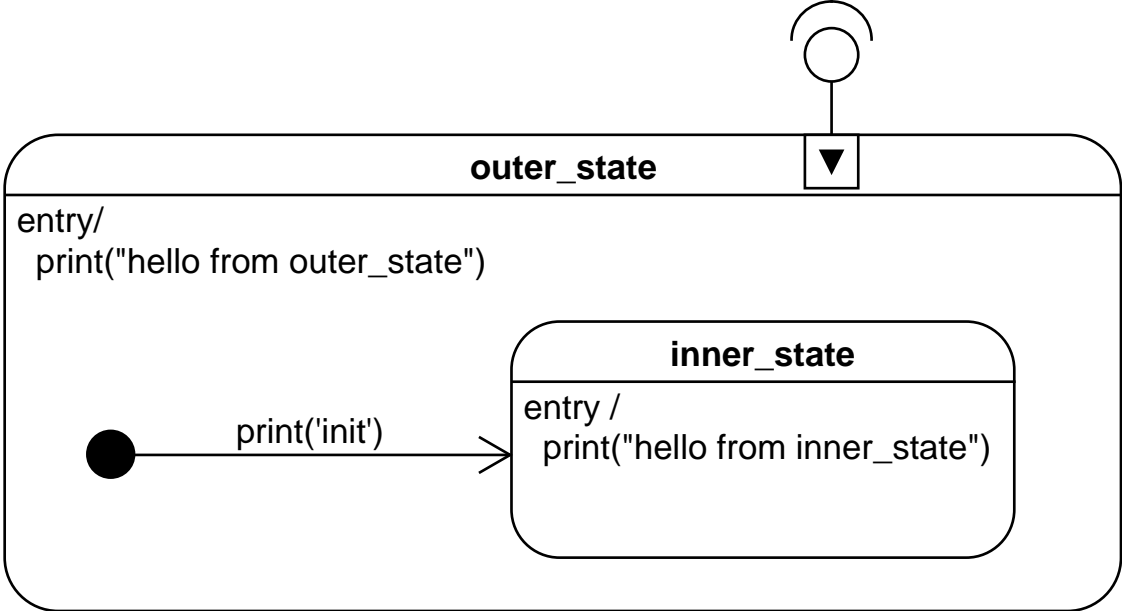 outer_state
entry/
print("hello from outer_state")
inner_state
entry /
print("hello from inner_state")
print('init')